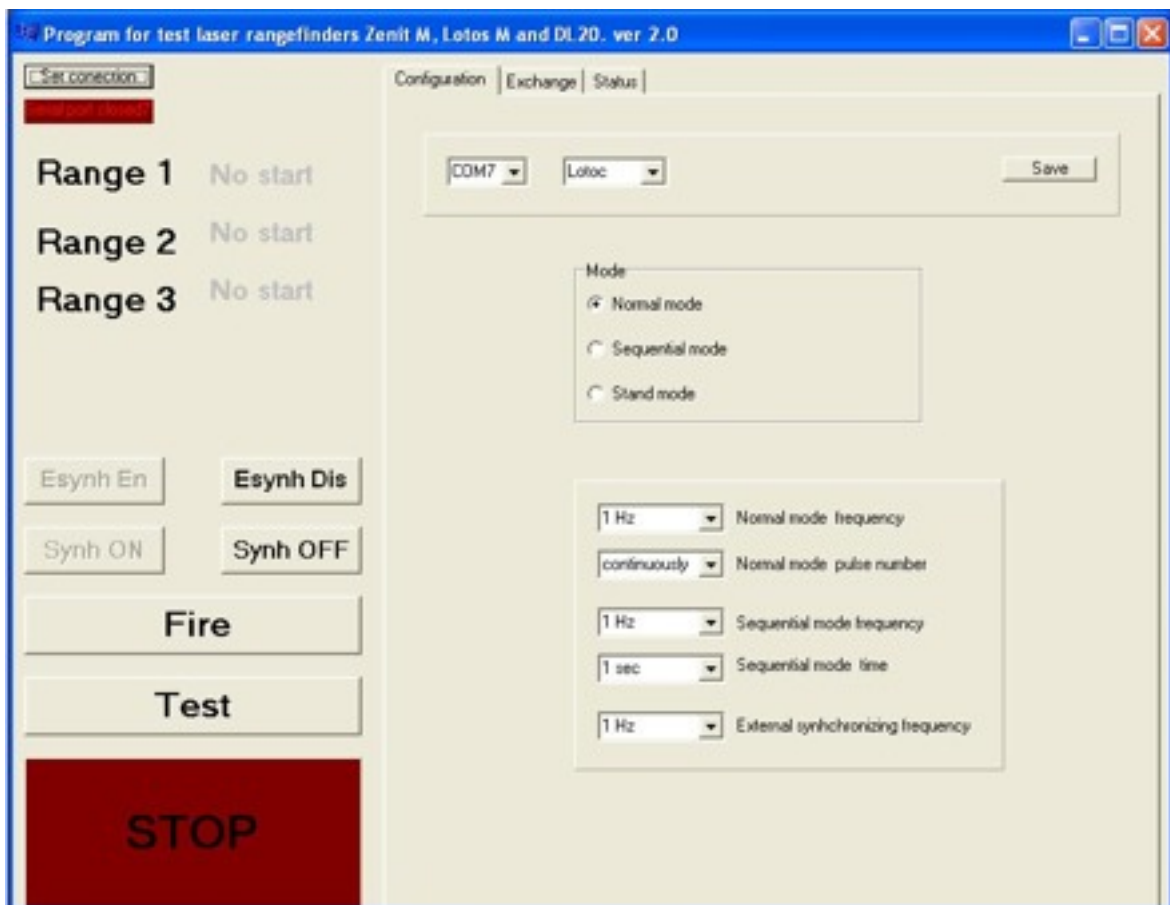 Program for test laser rangefinders Zenit M, Lotos M and DL20. ver 2.0
Set conection
Serial port closed!
Configuration Exchange Status
COM7 Lotoc Save
Range 1 No start
Range 2 No start
Range 3 No start
Mode
Normal mode
Sequential mode
Stand mode
Esynh En Esynh Dis
Synh ON Synh OFF
Fire
Test
STOP
1 Hz Normal mode frequency
continuously Normal mode pulse number
1 Hz Sequential mode frequency
1 sec Sequential mode time
1 Hz External synhchronizing frequency